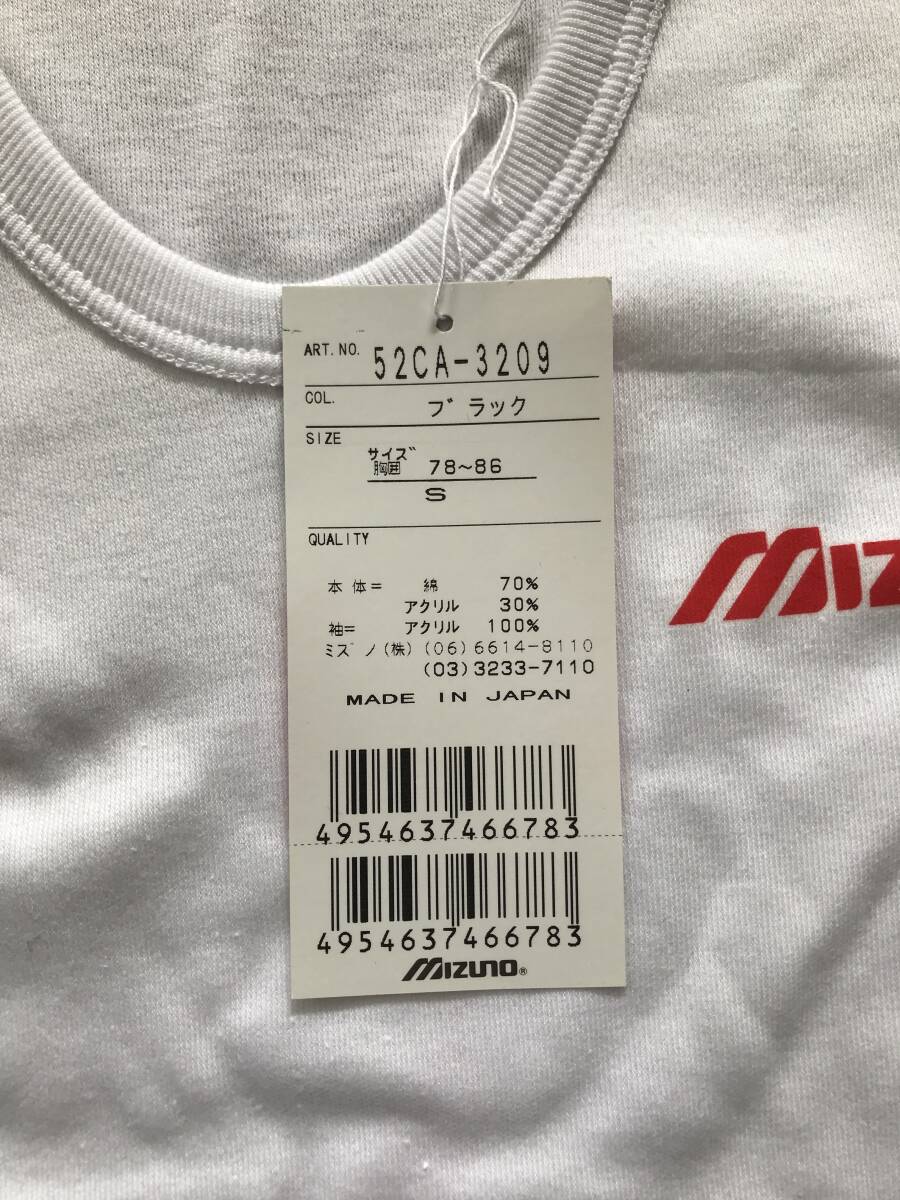 ART. NO. 52CA-3209
COL. ブラック
SIZE
サイズ
胸囲 78~86
S
QUALITY
本体= 綿 70%
アクリル 30%
袖= アクリル 100%
ミズノ(株) (06)6614-8110
(03)3233-7110
MADE IN JAPAN
4954637466783
4954637466783
MIZUNO®
MIZ